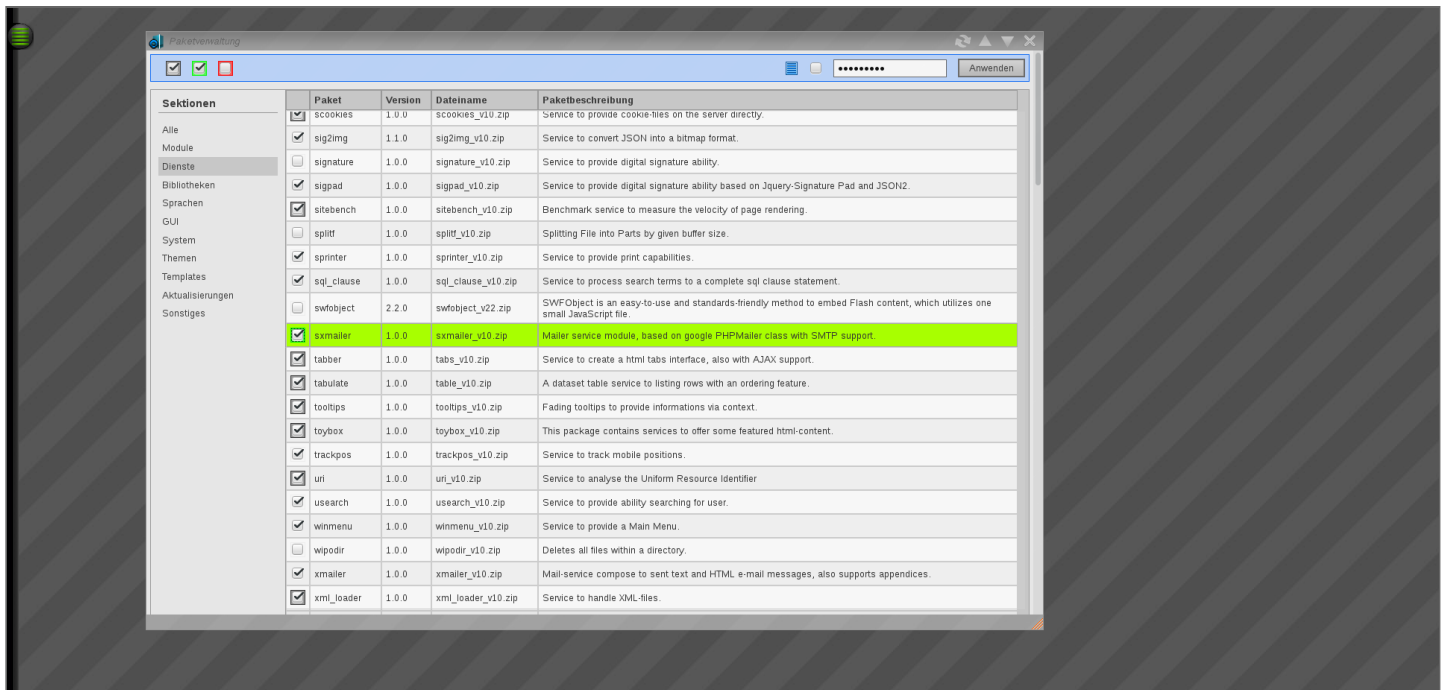 Paketverwaltung
••••••••• Anwenden
Sektionen
Alle
Module
Dienste
Bibliotheken
Sprachen
GUI
System
Themen
Templates
Aktualisierungen
Sonstiges
Paket Version Dateiname Paketbeschreibung
scookies 1.0.0 scookies_v10.zip Service to provide cookie-files on the server directly.
sig2img 1.1.0 sig2img_v10.zip Service to convert JSON into a bitmap format.
signature 1.0.0 signature_v10.zip Service to provide digital signature ability.
sigpad 1.0.0 sigpad_v10.zip Service to provide digital signature ability based on Jquery-Signature Pad and JSON2.
sitebench 1.0.0 sitebench_v10.zip Benchmark service to measure the velocity of page rendering.
splitf 1.0.0 splitf_v10.zip Splitting File into Parts by given buffer size.
sprinter 1.0.0 sprinter_v10.zip Service to provide print capabilities.
sql_clause 1.0.0 sql_clause_v10.zip Service to process search terms to a complete sql clause statement.
swfobject 2.2.0 swfobject_v22.zip SWFObject is an easy-to-use and standards-friendly method to embed Flash content, which utilizes one
small JavaScript file.
sxmailer 1.0.0 sxmailer_v10.zip Mailer service module, based on google PHPMailer class with SMTP support.
tabber 1.0.0 tabs_v10.zip Service to create a html tabs interface, also with AJAX support.
tabulate 1.0.0 table_v10.zip A dataset table service to listing rows with an ordering feature.
tooltips 1.0.0 tooltips_v10.zip Fading tooltips to provide informations via context.
toybox 1.0.0 toybox_v10.zip This package contains services to offer some featured html-content.
trackpos 1.0.0 trackpos_v10.zip Service to track mobile positions.
uri 1.0.0 uri_v10.zip Service to analyse the Uniform Resource Identifier
usearch 1.0.0 usearch_v10.zip Service to provide ability searching for user.
winmenu 1.0.0 winmenu_v10.zip Service to provide a Main Menu.
wipodir 1.0.0 wipodir_v10.zip Deletes all files within a directory.
xmailer 1.0.0 xmailer_v10.zip Mail-service compose to sent text and HTML e-mail messages, also supports appendices.
xml_loader 1.0.0 xml_loader_v10.zip Service to handle XML-files.